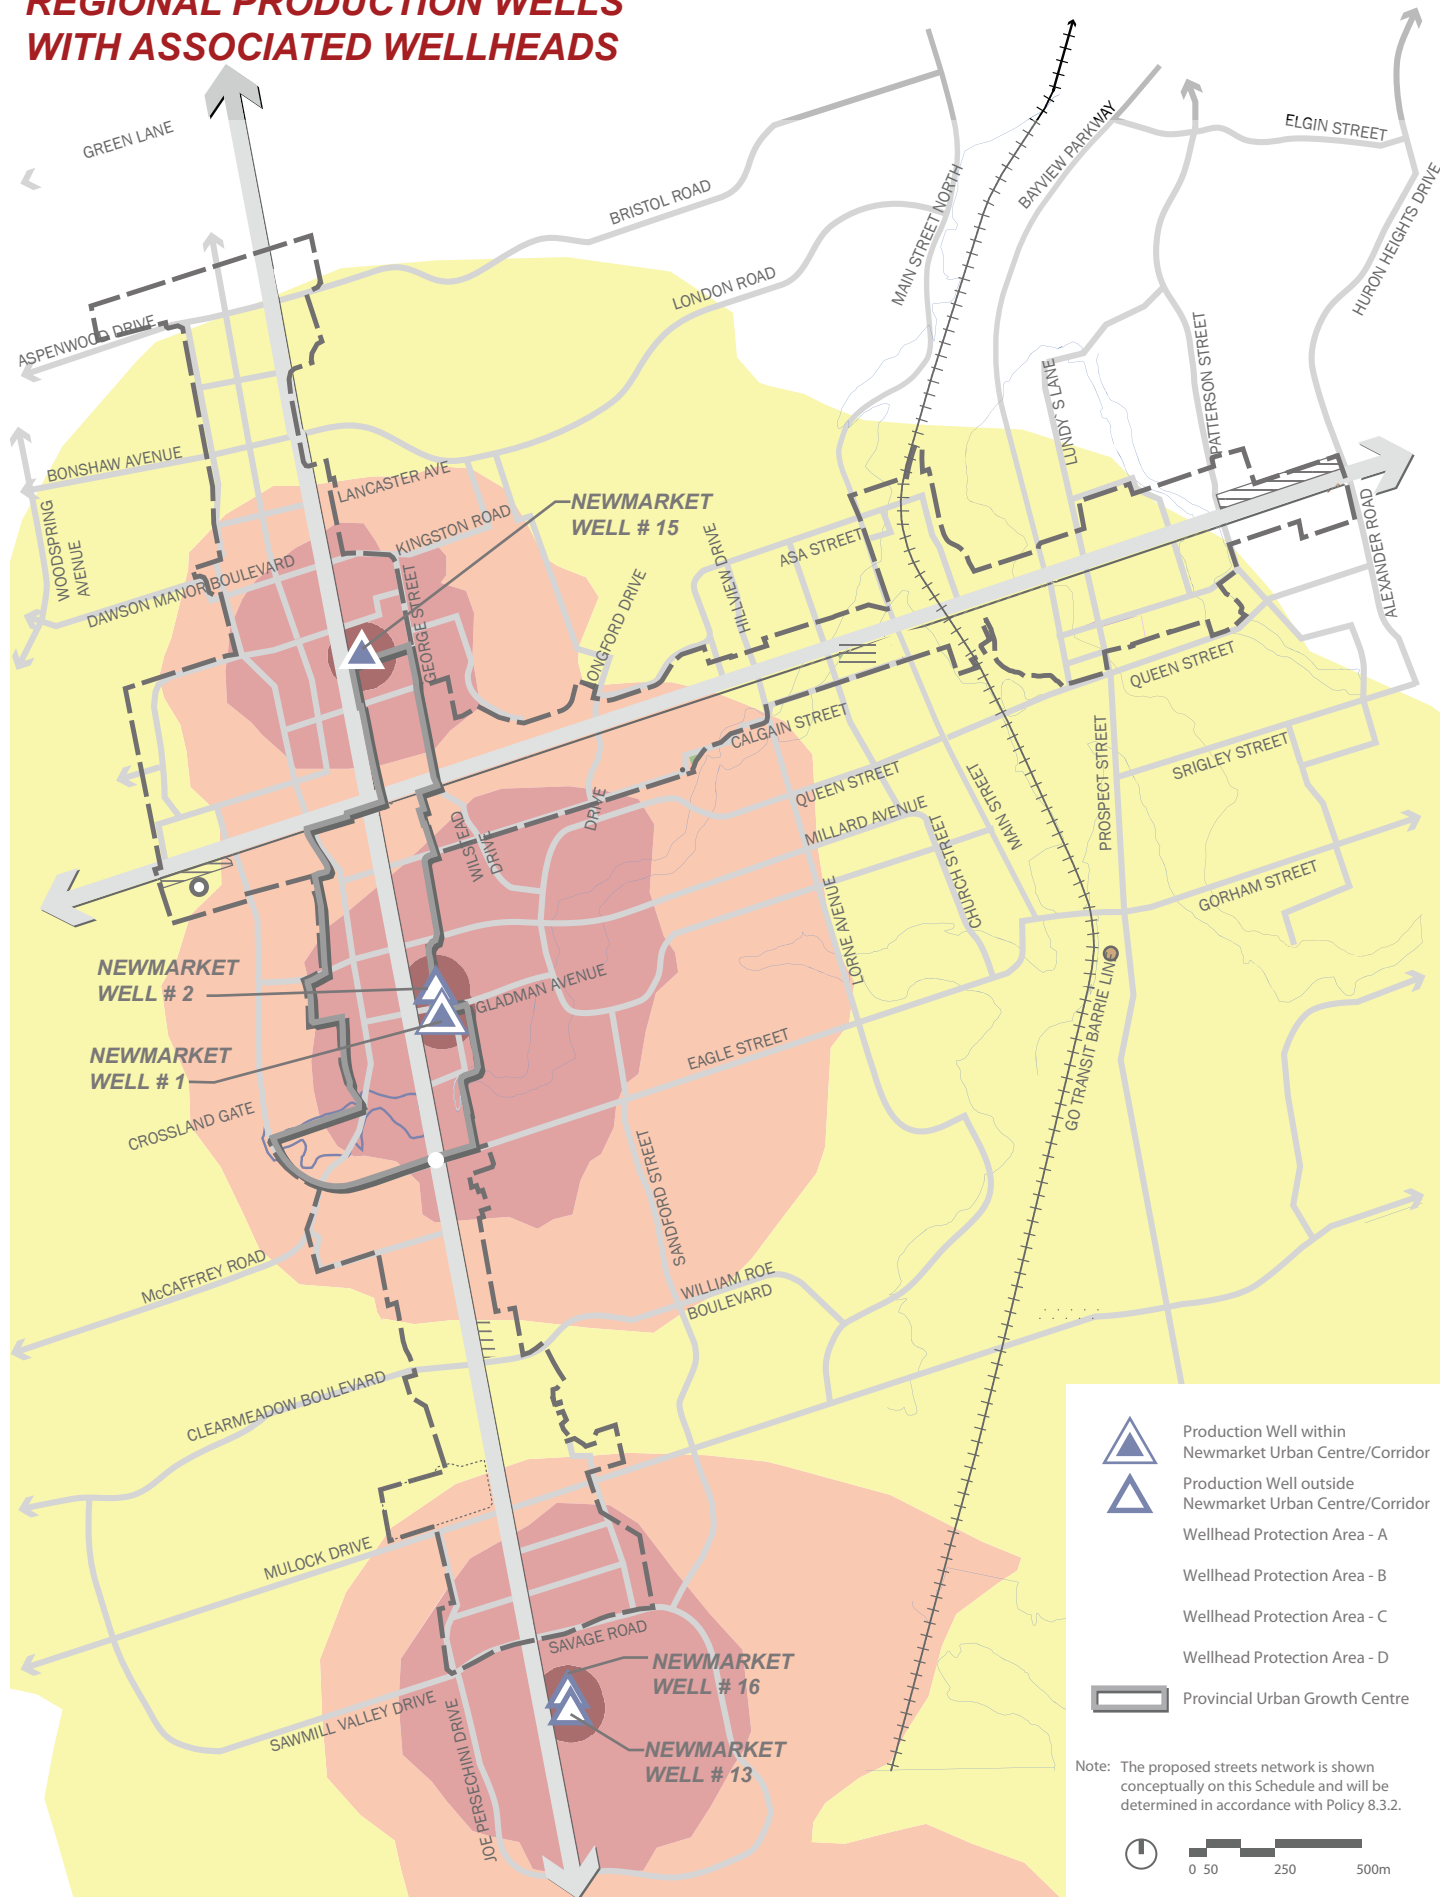 REGIONAL PRODUCTION WELLS
WITH ASSOCIATED WELLHEADS
GREEN LANE
BRISTOL ROAD
LONDON ROAD
MAIN STREET NORTH
BAYVIEW PARKWAY
ELGIN STREET
HURON HEIGHTS DRIVE
ASPENWOOD DRIVE
LUNDY`S LANE
PATTERSON STREET
BONSHAW AVENUE
LANCASTER AVE
KINGSTON ROAD
NEWMARKET
WELL # 15
WOODSPRING
AVENUE
DAWSON MANOR BOULEVARD
GEORGE STREET
LONGFORD DRIVE
HILLVIEW DRIVE
ASA STREET
ALEXANDER ROAD
QUEEN STREET
CALGAIN STREET
SRIGLEY STREET
PROSPECT STREET
QUEEN STREET
MILLARD AVENUE
MAIN STREET
MAIN STREET
CHURCH STREET
DRIVE
WILSTEAD
DRIVE
LORNE AVENUE
GORHAM STREET
NEWMARKET
WELL # 2
GLADMAN AVENUE
NEWMARKET
WELL # 1
EAGLE STREET
GO TRANSIT BARRIE LINE
CROSSLAND GATE
SANDFORD STREET
McCAFFREY ROAD
WILLIAM ROE
BOULEVARD
CLEARMEADOW BOULEVARD
MULOCK DRIVE
SAVAGE ROAD
NEWMARKET
WELL # 16
SAWMILL VALLEY DRIVE
JOE PERSECHINI DRIVE
NEWMARKET
WELL # 13
Production Well within
Newmarket Urban Centre/Corridor
Production Well outside
Newmarket Urban Centre/Corridor
Wellhead Protection Area - A
Wellhead Protection Area - B
Wellhead Protection Area - C
Wellhead Protection Area - D
Provincial Urban Growth Centre
Note: The proposed streets network is shown
conceptually on this Schedule and will be
determined in accordance with Policy 8.3.2.
0 50 250 500m